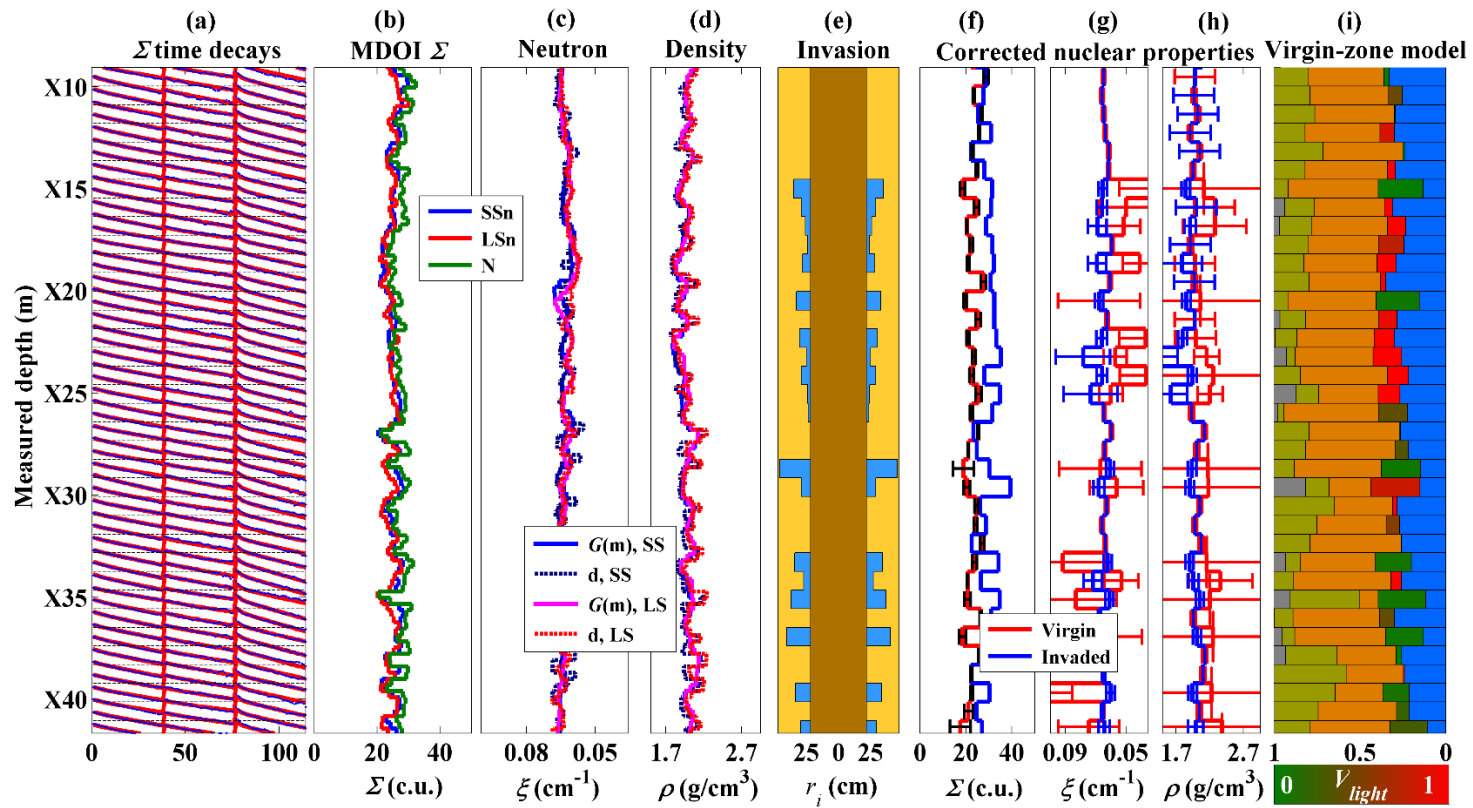 (a) (b) (c) (d) (e) (f) (g) (h) (i)
Σ time decays MDOI Σ Neutron Density Invasion Corrected nuclear properties Virgin-zone model
Measured depth (m)
X10
X15
X20
X25
X30
X35
X40
SSn
LSn
N
G(m), SS
d, SS
G(m), LS
d, LS
Virgin
Invaded
0 50 100 0 20 40 0.08 0.05 1.7 2.7 25 0 25 0 20 40 0.09 0.05 1.7 2.7 1 0.5 0
Σ (c.u.) ξ (cm⁻¹) ρ (g/cm³) rᵢ (cm) Σ (c.u.) ξ (cm⁻¹) ρ (g/cm³) 0 V_light 1